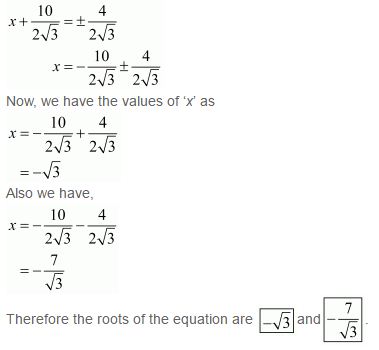 x + 10/2√3 = ± 4/2√3
x = − 10/2√3 ± 4/2√3
Now, we have the values of ‘x’ as
x = − 10/2√3 + 4/2√3
= −√3
Also we have,
x = − 10/2√3 − 4/2√3
= − 7/√3
Therefore the roots of the equation are −√3 and − 7/√3 .